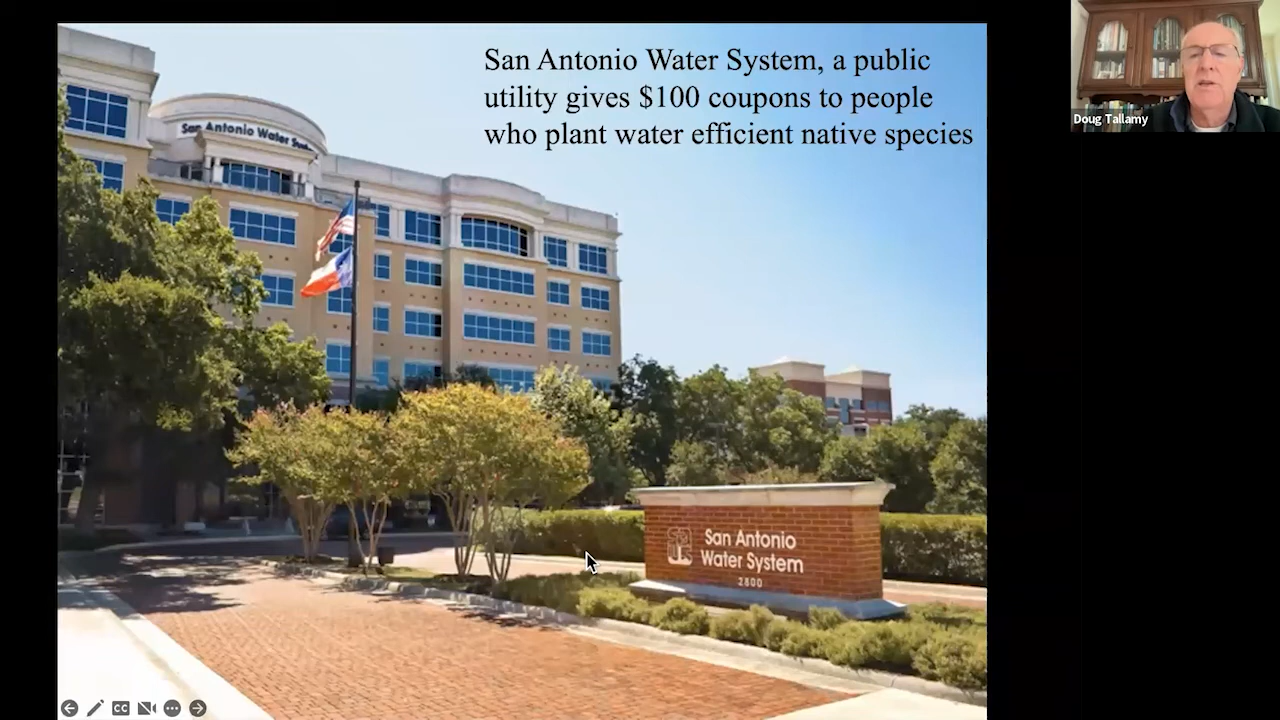 San Antonio Water System, a public
utility gives $100 coupons to people
who plant water efficient native species
Doug Tallamy
San Antonio Water
San Antonio
Water System
2800
CC